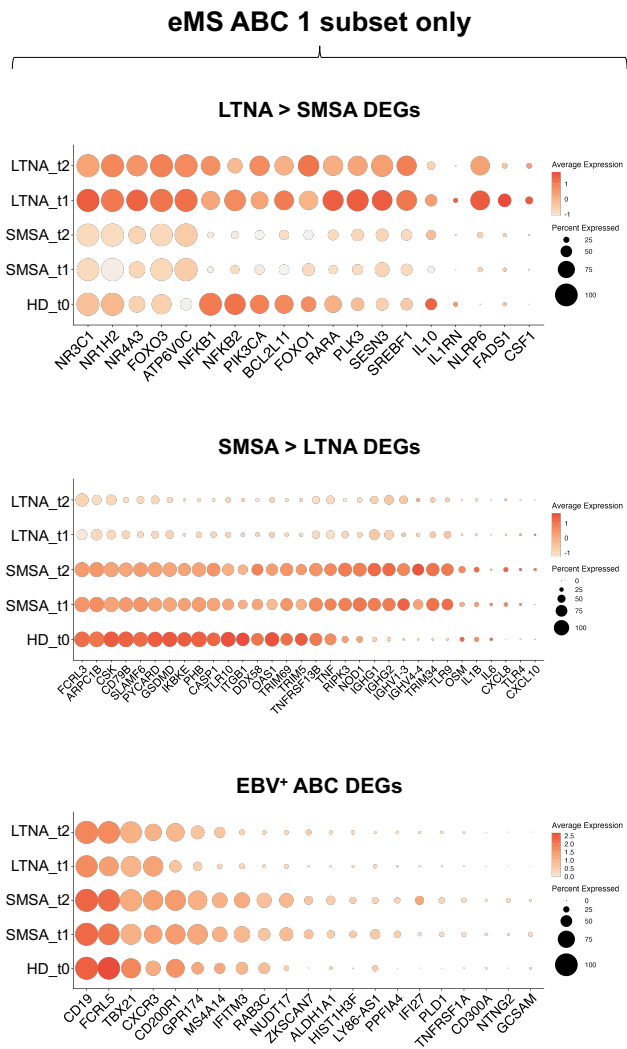 eMS ABC 1 subset only
LTNA > SMSA DEGs
LTNA_t2
LTNA_t1
SMSA_t2
SMSA_t1
HD_t0
NR3C1 NR1H2 NR4A3 FOXO3 ATP6V0C NFKB1 NFKB2 PIK3CA BCL2L11 FOXO1 RARA PLK3 SESN3 SREBF1 IL10 IL1RN NLRP6 FADS1 CSF1
Average Expression
1
0
-1
Percent Expressed
25
50
75
100
SMSA > LTNA DEGs
LTNA_t2
LTNA_t1
SMSA_t2
SMSA_t1
HD_t0
FCRL3 ARPC1B CSK CD79B SLAMF6 PYCARD GSDMD IKBKE PHB CASP1 TLR10 ITGB1 DDX58 OAS1 TRIM69 TRIM5 TNFRSF13B TNF RIPK3 NOD1 IGHG1 IGHG2 IGHV1-3 IGHV4-4 TRIM34 TLR9 OSM IL1B IL6 CXCL8 TLR4 CXCL10
Average Expression
1
0
-1
Percent Expressed
0
25
50
75
100
EBV⁺ ABC DEGs
LTNA_t2
LTNA_t1
SMSA_t2
SMSA_t1
HD_t0
CD19 FCRL5 TBX21 CXCR3 CD200R1 GPR174 MS4A14 IFITM3 RAB3C NUDT17 ZKSCAN7 ALDH1A1 HIST1H3F LY86-AS1 PPFIA4 IFI27 PLD1 TNFRSF1A CD300A NTNG2 GCSAM
Average Expression
2.5
2.0
1.5
1.0
0.5
0.0
Percent Expressed
0
25
50
75
100